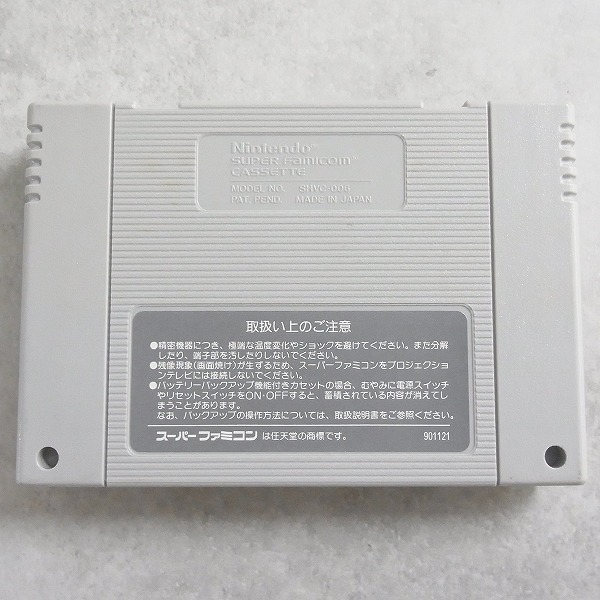 Nintendo™
SUPER Famicom™
CASSETTE
MODEL NO. SHVC-006
PAT. PEND. MADE IN JAPAN
取扱い上のご注意
●精密機器につき、極端な温度変化やショックを避けてください。また分解
したり、端子部を汚したりしないでください。
●残象現象(画面焼け)が生ずるため、スーパーファミコンをプロジェクション
テレビには接続しないでください。
●バッテリーバックアップ機能付きカセットの場合、むやみに電源スイッチ
やリセットスイッチをON・OFFすると、蓄積されている内容が消えてし
まうことがあります。
なお、バックアップの操作方法については、取扱説明書をご参照ください。
スーパーファミコンは任天堂の商標です。 901121